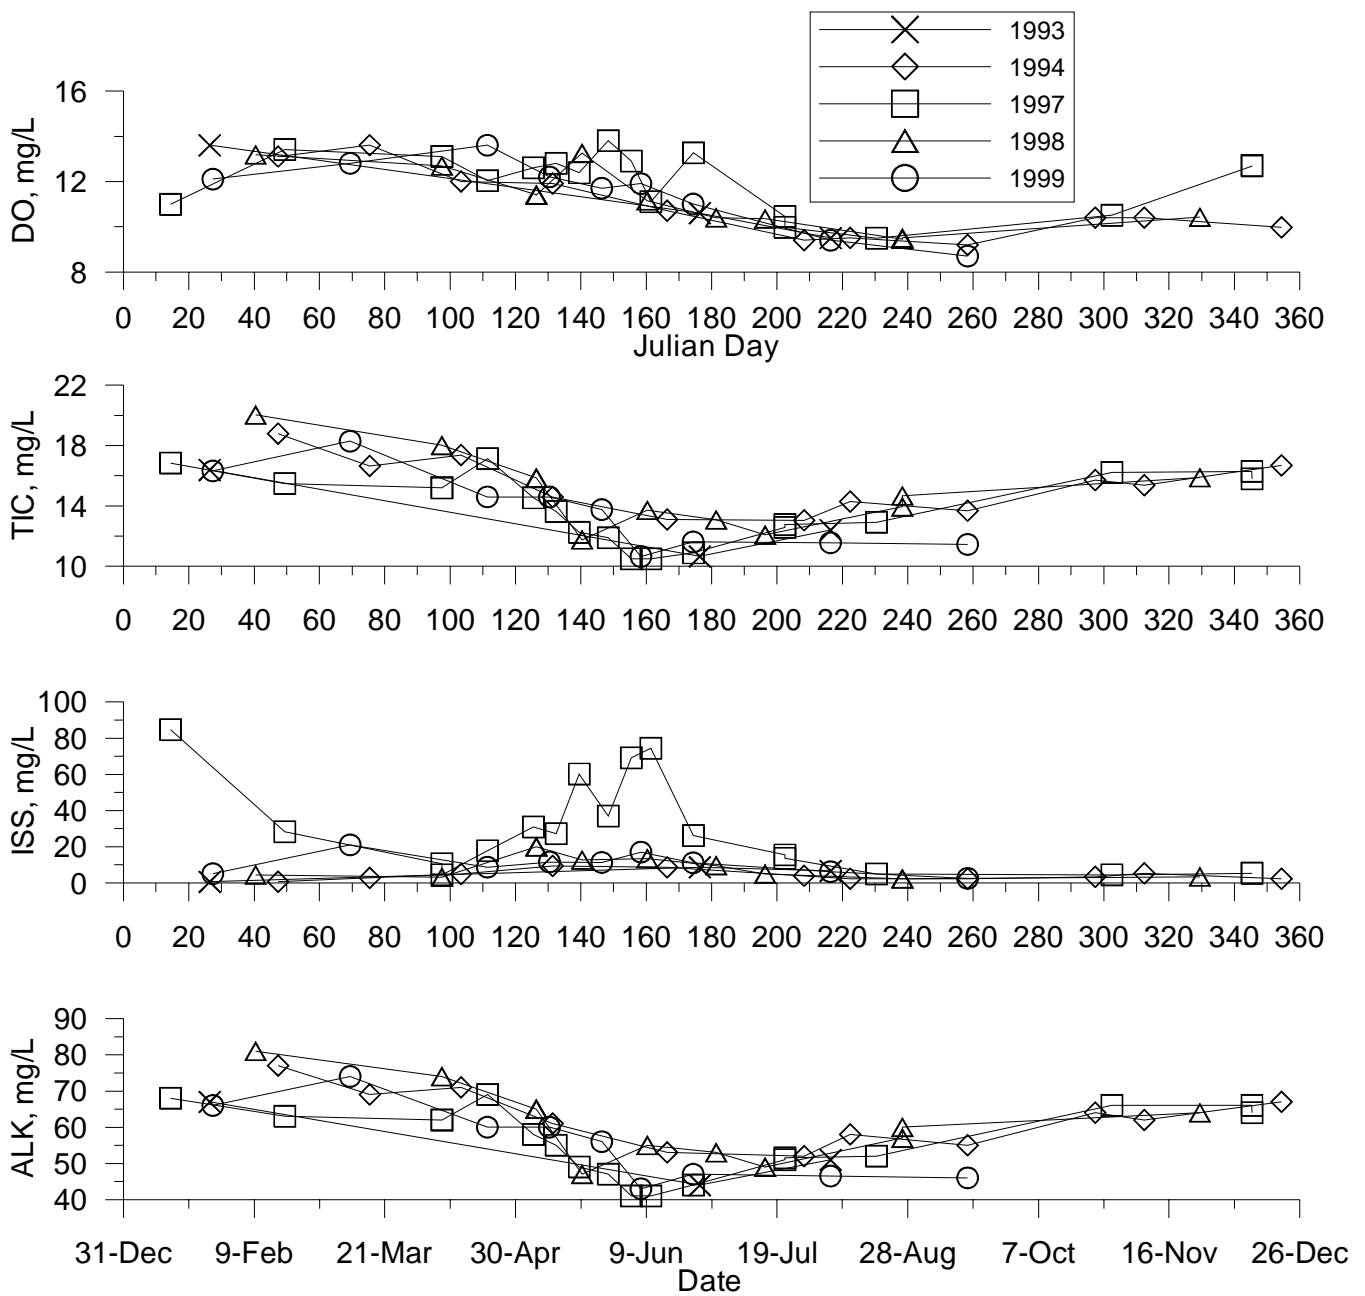 1993
1994
1997
1998
1999
DO, mg/L
16
12
8
0 20 40 60 80 100 120 140 160 180 200 220 240 260 280 300 320 340 360
Julian Day
TIC, mg/L
22
18
14
10
0 20 40 60 80 100 120 140 160 180 200 220 240 260 280 300 320 340 360
ISS, mg/L
100
80
60
40
20
0
0 20 40 60 80 100 120 140 160 180 200 220 240 260 280 300 320 340 360
ALK, mg/L
90
80
70
60
50
40
31-Dec 9-Feb 21-Mar 30-Apr 9-Jun 19-Jul 28-Aug 7-Oct 16-Nov 26-Dec
Date